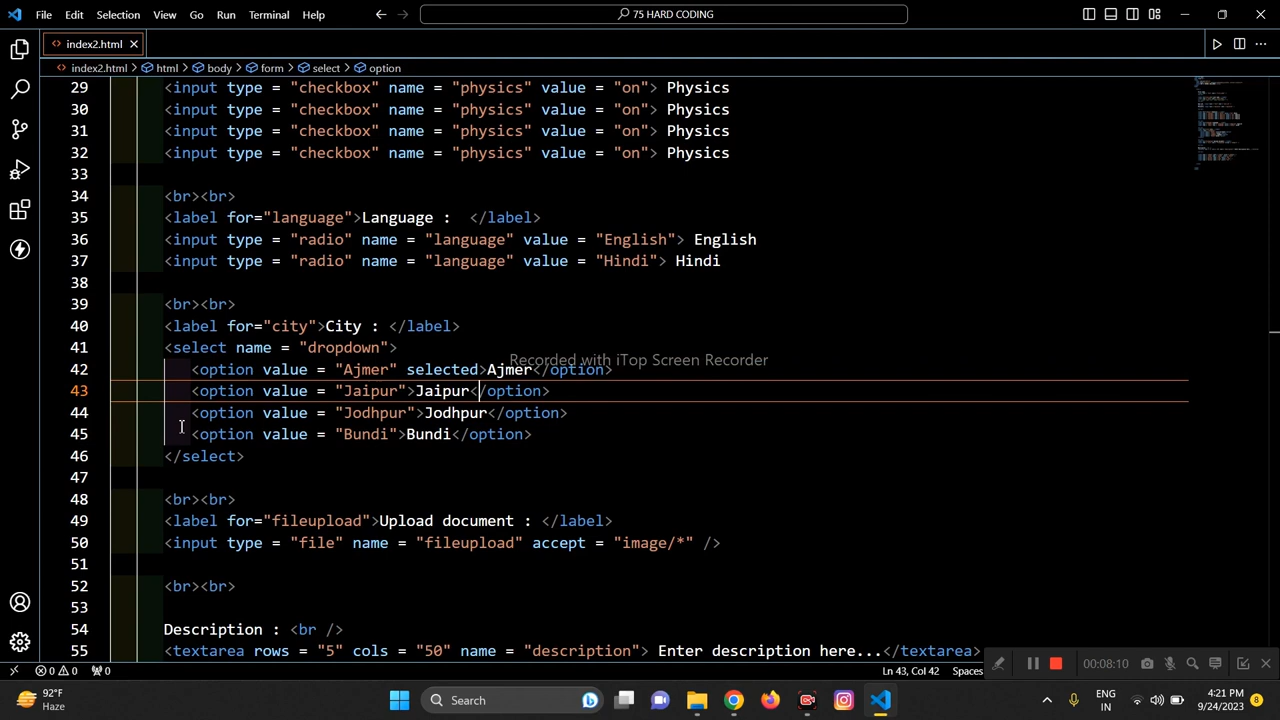 File Edit Selection View Go Run Terminal Help
75 HARD CODING
index2.html
index2.html html body form select option
29 <input type = "checkbox" name = "physics" value = "on"> Physics
30 <input type = "checkbox" name = "physics" value = "on"> Physics
31 <input type = "checkbox" name = "physics" value = "on"> Physics
32 <input type = "checkbox" name = "physics" value = "on"> Physics
33
34 <br><br>
35 <label for="language">Language :  </label>
36 <input type = "radio" name = "language" value = "English"> English
37 <input type = "radio" name = "language" value = "Hindi"> Hindi
38
39 <br><br>
40 <label for="city">City : </label>
41 <select name = "dropdown">
Recorded with iTop Screen Recorder
42 <option value = "Ajmer" selected>Ajmer</option>
43 <option value = "Jaipur">Jaipur</option>
44 <option value = "Jodhpur">Jodhpur</option>
45 <option value = "Bundi">Bundi</option>
46 </select>
47
48 <br><br>
49 <label for="fileupload">Upload document : </label>
50 <input type = "file" name = "fileupload" accept = "image/*" />
51
52 <br><br>
53
54 Description : <br />
55 <textarea rows = "5" cols = "50" name = "description"> Enter description here...</textarea>
0 0 0 Ln 43, Col 42 Spaces
00:08:10
92°F
Haze
Search
ENG
IN
4:21 PM
9/24/2023
8